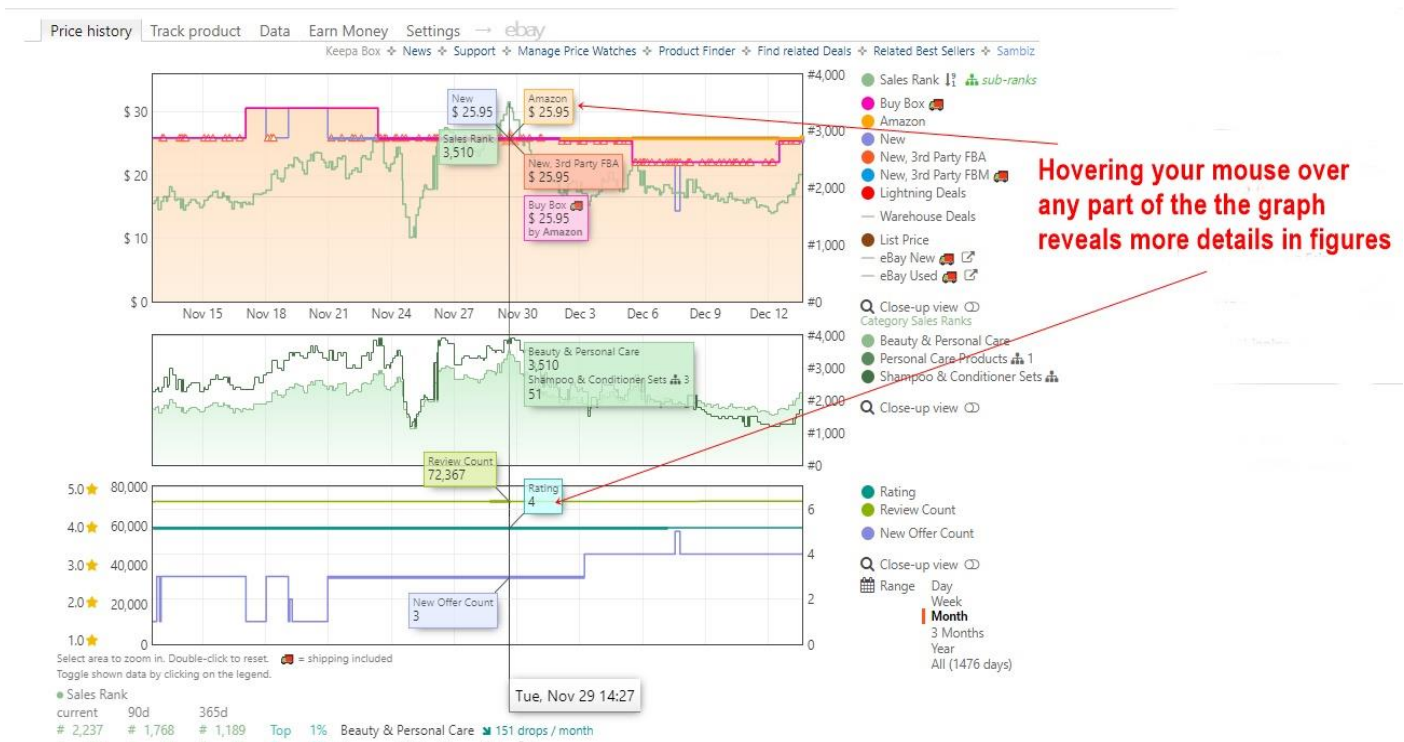 Price history Track product Data Earn Money Settings → ebay
Keepa Box ✧ News ✧ Support ✧ Manage Price Watches ✧ Product Finder ✧ Find related Deals ✧ Related Best Sellers ✧ Sambiz
$ 30
$ 20
$ 10
$ 0
#4,000
#3,000
#2,000
#1,000
#0
New
$ 25.95
Amazon
$ 25.95
Sales Rank
3,510
New, 3rd Party FBA
$ 25.95
Buy Box
$ 25.95
by Amazon
Nov 15 Nov 18 Nov 21 Nov 24 Nov 27 Nov 30 Dec 3 Dec 6 Dec 9 Dec 12
Sales Rank sub-ranks
Buy Box
Amazon
New
New, 3rd Party FBA
New, 3rd Party FBM
Lightning Deals
Warehouse Deals
List Price
eBay New
eBay Used
Close-up view
Hovering your mouse over
any part of the the graph
reveals more details in figures
#4,000
#3,000
#2,000
#1,000
#0
Beauty & Personal Care
3,510
Shampoo & Conditioner Sets 3
51
Category Sales Ranks
Beauty & Personal Care
Personal Care Products 1
Shampoo & Conditioner Sets
Close-up view
5.0 80,000
4.0 60,000
3.0 40,000
2.0 20,000
1.0 0
6
4
2
0
Review Count
72,367
Rating
4
New Offer Count
3
Rating
Review Count
New Offer Count
Close-up view
Range Day
Week
Month
3 Months
Year
All (1476 days)
Select area to zoom in. Double-click to reset. = shipping included
Toggle shown data by clicking on the legend.
Tue, Nov 29 14:27
Sales Rank
current 90d 365d
# 2,237 # 1,768 # 1,189 Top 1% Beauty & Personal Care 151 drops / month